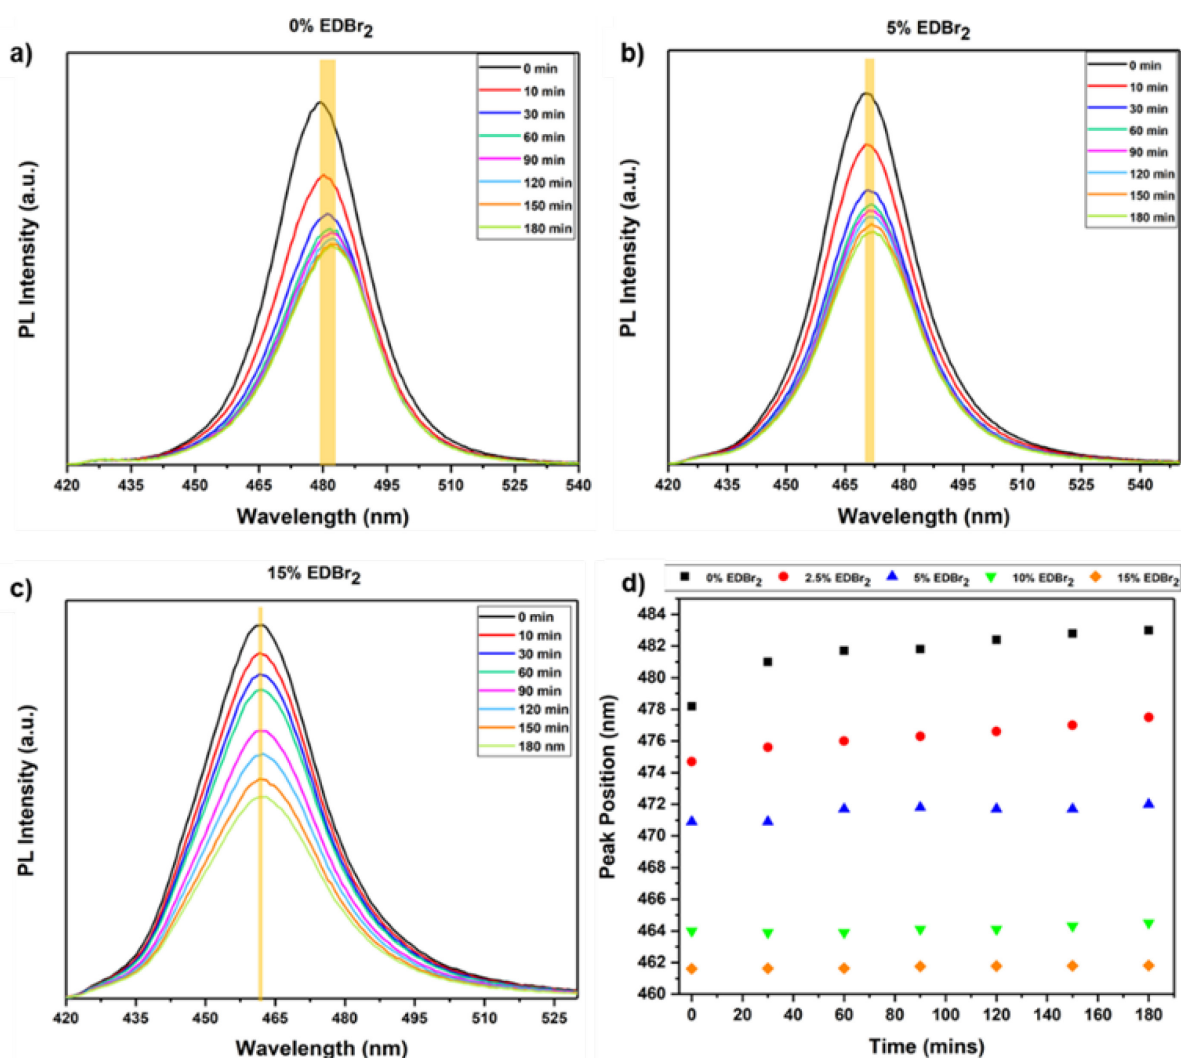 0% EDBr2
a)
0 min
10 min
30 min
60 min
90 min
120 min
150 min
180 min
PL Intensity (a.u.)
420 435 450 465 480 495 510 525 540
Wavelength (nm)
5% EDBr2
b)
0 min
10 min
30 min
60 min
90 min
120 min
150 min
180 min
PL Intensity (a.u.)
420 435 450 465 480 495 510 525 540
Wavelength (nm)
15% EDBr2
c)
0 min
10 min
30 min
60 min
90 min
120 min
150 min
180 nm
PL Intensity (a.u.)
420 435 450 465 480 495 510 525
Wavelength (nm)
d)
0% EDBr2 2.5% EDBr2 5% EDBr2 10% EDBr2 15% EDBr2
484
482
480
478
476
474
472
470
468
466
464
462
460
Peak Position (nm)
0 20 40 60 80 100 120 140 160 180
Time (mins)